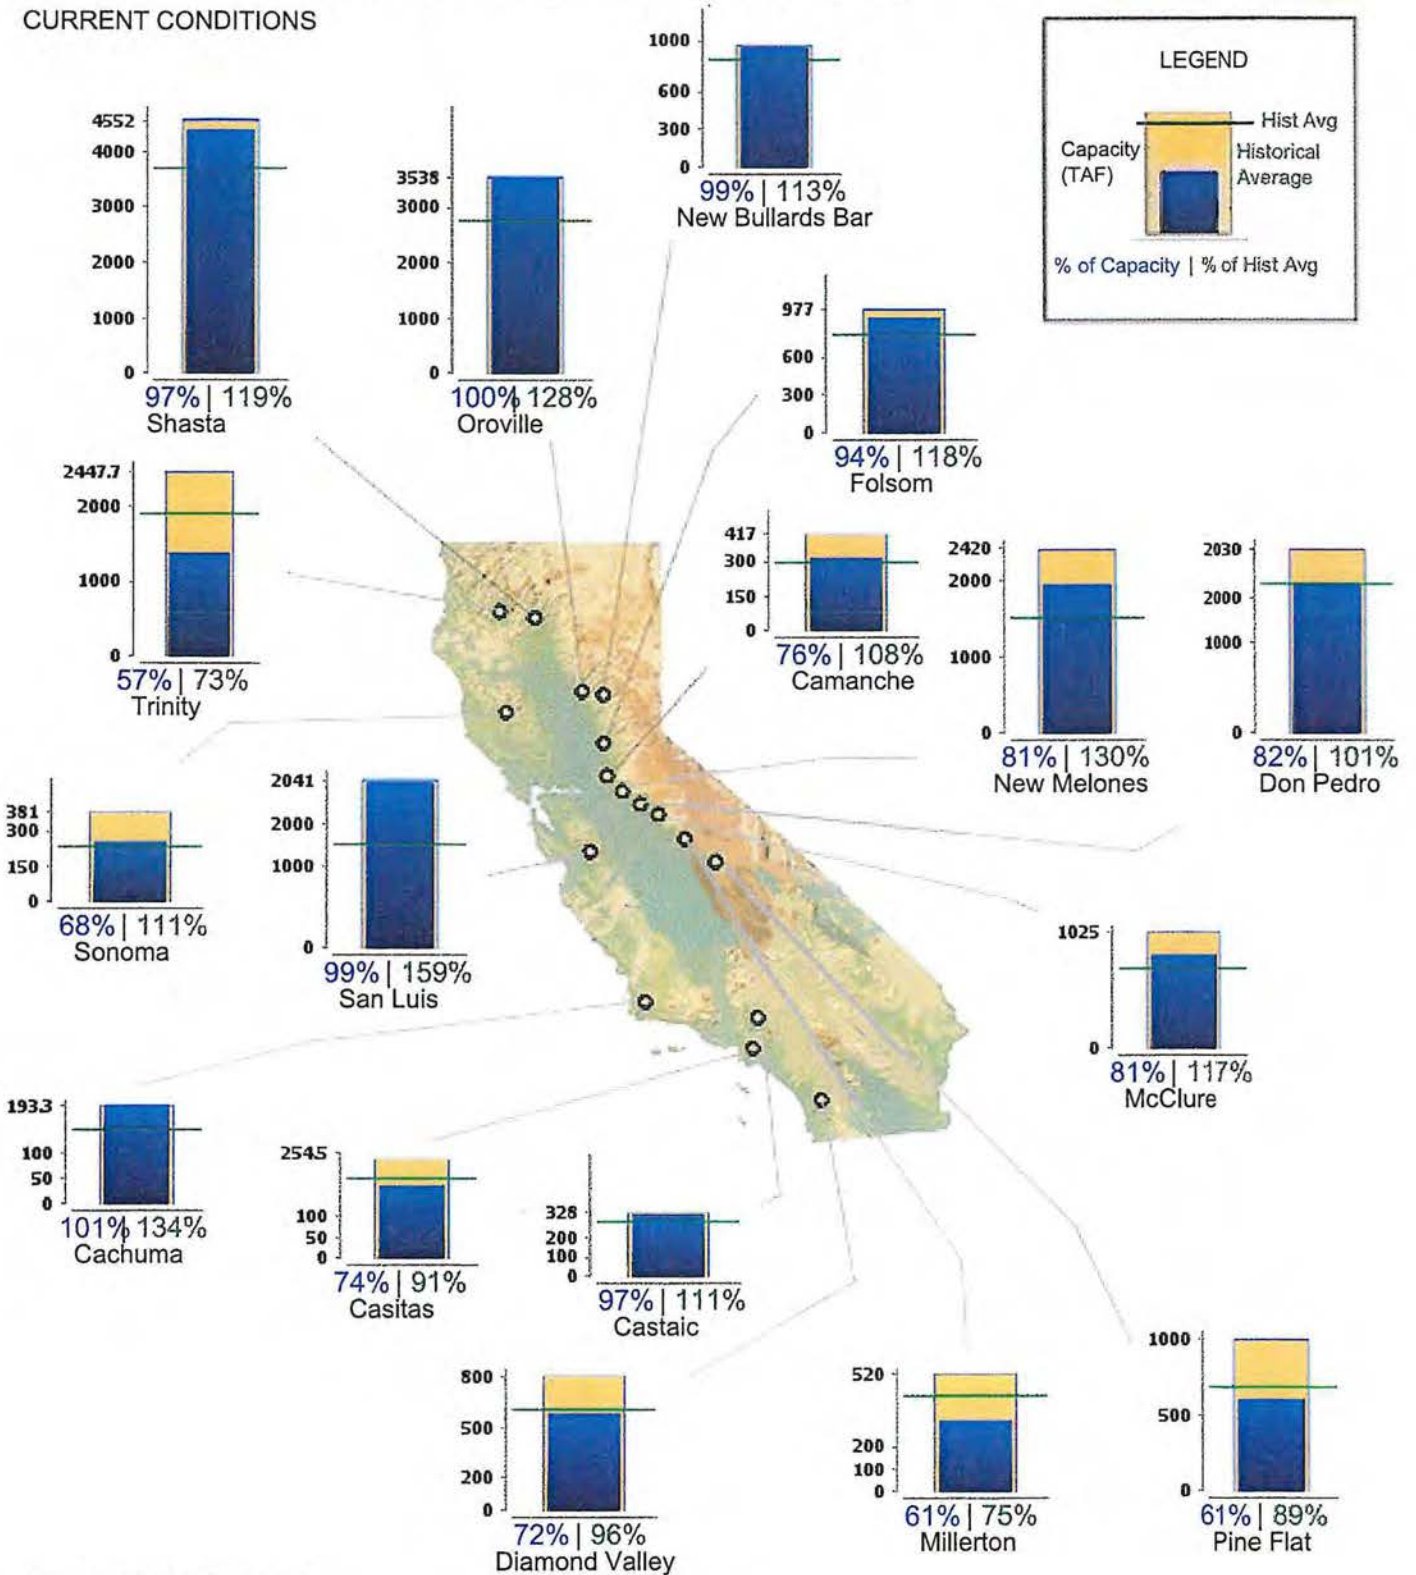 CURRENT CONDITIONS
LEGEND
Hist Avg
Capacity
(TAF)
Historical
Average
% of Capacity | % of Hist Avg
1000
600
300
0
99% | 113%
New Bullards Bar
4552
4000
3000
2000
1000
0
97% | 119%
Shasta
3538
3000
2000
1000
0
100% | 128%
Oroville
977
600
300
0
94% | 118%
Folsom
2447.7
2000
1000
0
57% | 73%
Trinity
417
300
150
0
76% | 108%
Camanche
2420
2000
1000
0
81% | 130%
New Melones
2030
2000
1000
0
82% | 101%
Don Pedro
381
300
150
0
68% | 111%
Sonoma
2041
2000
1000
0
99% | 159%
San Luis
1025
0
81% | 117%
McClure
193.3
100
50
0
101% | 134%
Cachuma
254.5
100
50
0
74% | 91%
Casitas
328
200
100
0
97% | 111%
Castaic
800
500
200
0
72% | 96%
Diamond Valley
520
200
100
0
61% | 75%
Millerton
1000
500
0
61% | 89%
Pine Flat